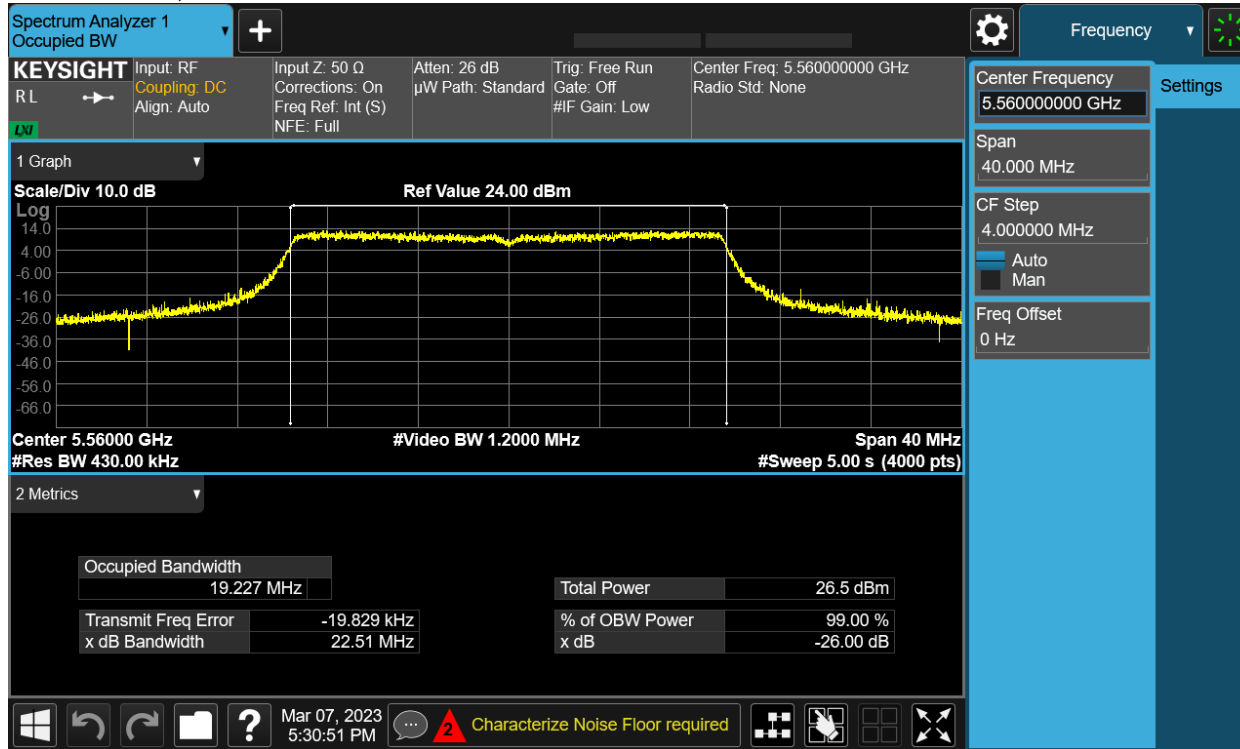 Spectrum Analyzer 1
Occupied BW
Frequency
KEYSIGHT
R L
LXI
Input: RF
Coupling: DC
Align: Auto
Input Z: 50 Ω
Corrections: On
Freq Ref: Int (S)
NFE: Full
Atten: 26 dB
µW Path: Standard
Trig: Free Run
Gate: Off
#IF Gain: Low
Center Freq: 5.560000000 GHz
Radio Std: None
Center Frequency
5.560000000 GHz
Settings
Span
40.000 MHz
CF Step
4.000000 MHz
Auto
Man
Freq Offset
0 Hz
1 Graph
Scale/Div 10.0 dB
Ref Value 24.00 dBm
Log
14.0
4.00
-6.00
-16.0
-26.0
-36.0
-46.0
-56.0
-66.0
Center 5.56000 GHz
#Video BW 1.2000 MHz
Span 40 MHz
#Res BW 430.00 kHz
#Sweep 5.00 s (4000 pts)
2 Metrics
Occupied Bandwidth
19.227 MHz
Total Power 26.5 dBm
Transmit Freq Error -19.829 kHz
% of OBW Power 99.00 %
x dB Bandwidth 22.51 MHz
x dB -26.00 dB
?
Mar 07, 2023
5:30:51 PM
2
Characterize Noise Floor required